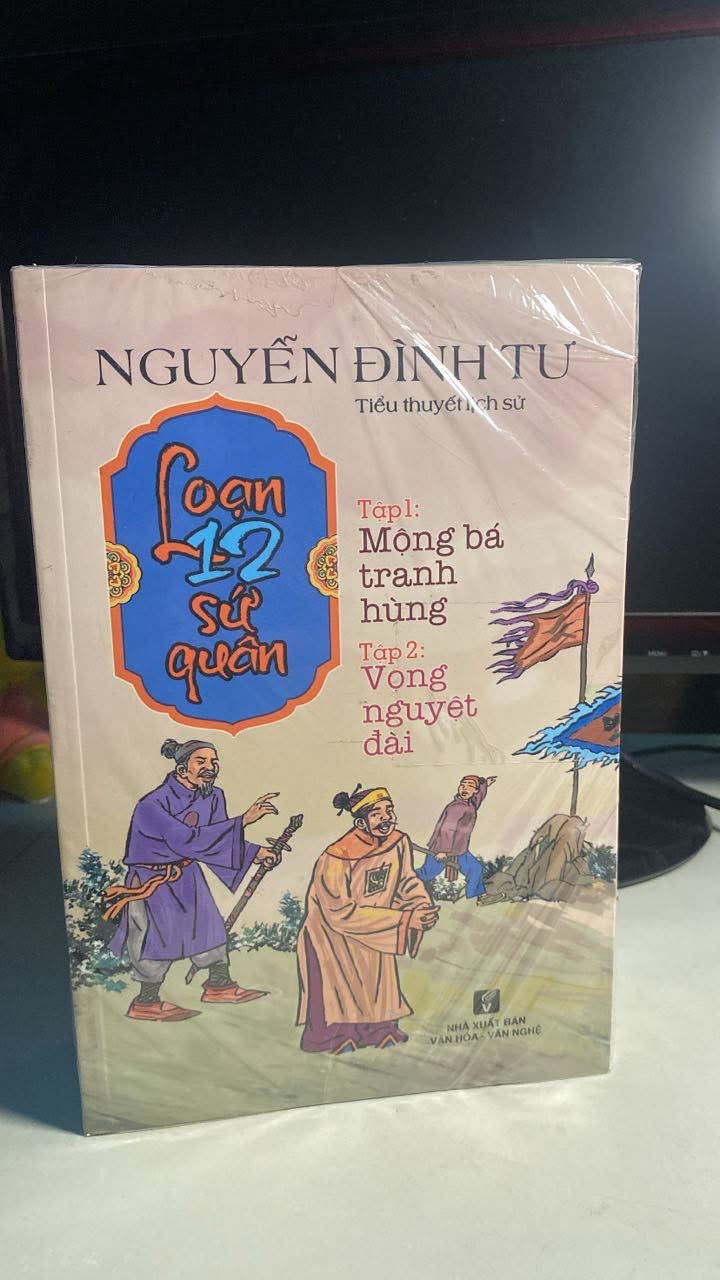 NGUYỄN ĐÌNH TƯ
Tiểu thuyết lịch sử
Loạn
12
sứ
quân
Tập 1:
Mộng bá
tranh
hùng
Tập 2:
Vọng
nguyệt
đài
NHÀ XUẤT BẢN
VĂN HÓA - VĂN NGHỆ